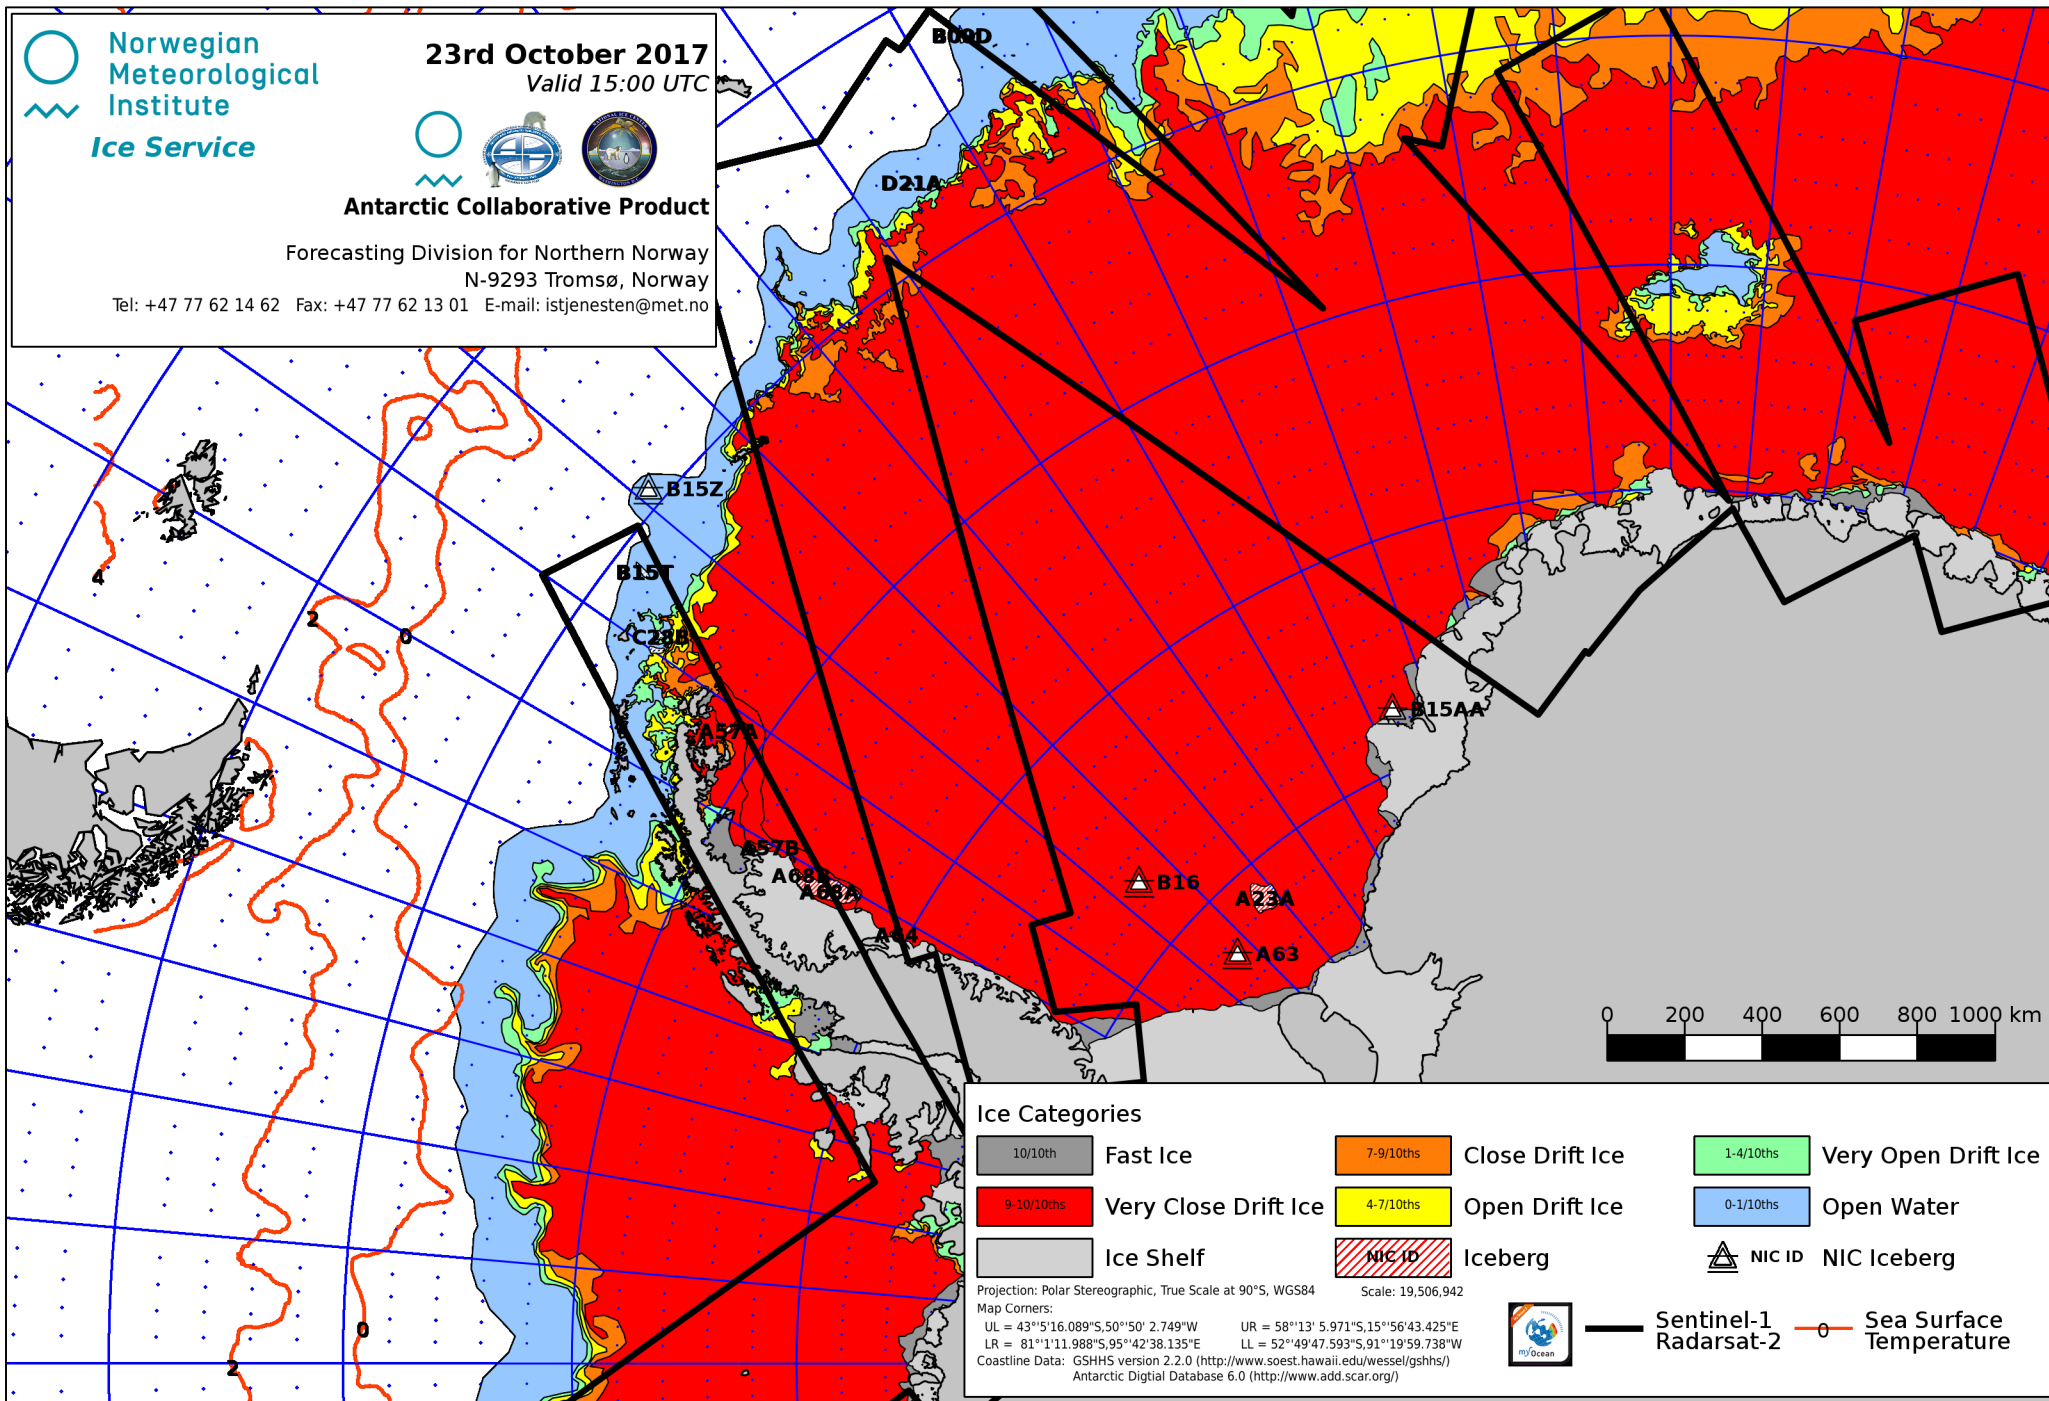 Norwegian
Meteorological
Institute
Ice Service
23rd October 2017
Valid 15:00 UTC
Antarctic Collaborative Product
Forecasting Division for Northern Norway
N-9293 Tromsø, Norway
Tel: +47 77 62 14 62 Fax: +47 77 62 13 01 E-mail: istjenesten@met.no
D21A
B15Z
B15T
4
2
0
C28B
A57A
B15AA
A57B
A68B
A68A
B16
A23A
A64
A63
0 200 400 600 800 1000 km
0
2
Ice Categories
10/10th Fast Ice
7-9/10ths Close Drift Ice
1-4/10ths Very Open Drift Ice
9-10/10ths Very Close Drift Ice
4-7/10ths Open Drift Ice
0-1/10ths Open Water
Ice Shelf
NIC ID Iceberg
NIC ID NIC Iceberg
Projection: Polar Stereographic, True Scale at 90°S, WGS84 Scale: 19,506,942
Map Corners:
UL = 43°'5'16.089"S,50°'50' 2.749"W UR = 58°'13' 5.971"S,15°'56'43.425"E
LR = 81°'1'11.988"S,95°'42'38.135"E LL = 52°'49'47.593"S,91°'19'59.738"W
Coastline Data: GSHHS version 2.2.0 (http://www.soest.hawaii.edu/wessel/gshhs/)
Antarctic Digtial Database 6.0 (http://www.add.scar.org/)
myOcean
Sentinel-1
Radarsat-2
0
Sea Surface
Temperature